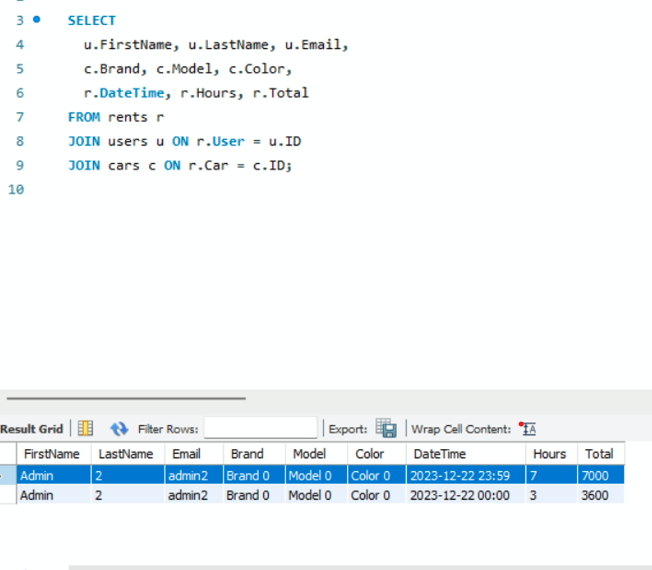 3 SELECT
4 u.FirstName, u.LastName, u.Email,
5 c.Brand, c.Model, c.Color,
6 r.DateTime, r.Hours, r.Total
7 FROM rents r
8 JOIN users u ON r.User = u.ID
9 JOIN cars c ON r.Car = c.ID;
10
Result Grid Filter Rows: Export: Wrap Cell Content: IA
FirstName LastName Email Brand Model Color DateTime Hours Total
Admin 2 admin2 Brand 0 Model 0 Color 0 2023-12-22 23:59 7 7000
Admin 2 admin2 Brand 0 Model 0 Color 0 2023-12-22 00:00 3 3600